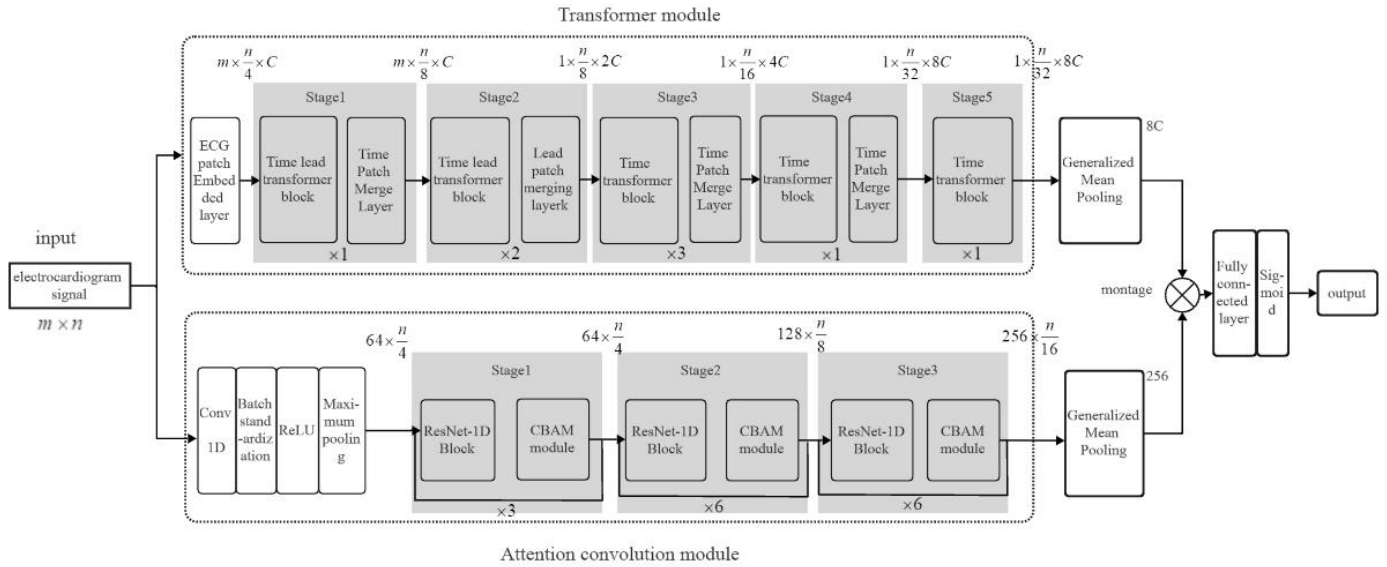 Transformer module
m × n/4 × C
m × n/8 × C
1 × n/8 × 2C
1 × n/16 × 4C
1 × n/32 × 8C
1 × n/32 × 8C
Stage1
Stage2
Stage3
Stage4
Stage5
ECG
patch
Embed
ded
layer
Time lead
transformer
block
Time
Patch
Merge
Layer
Time lead
transformer
block
Lead
patch
merging
layerk
Time
transformer
block
Time
Patch
Merge
Layer
Time
transformer
block
Time
Patch
Merge
Layer
Time
transformer
block
×1
×2
×3
×1
×1
8C
Generalized
Mean
Pooling
input
electrocardiogram
signal
m × n
montage
Fully
conn-
ected
layer
Sig-
moi
d
output
64 × n/4
64 × n/4
128 × n/8
256 × n/16
Stage1
Stage2
Stage3
Conv
1D
Batch
stand
-ardiz
ation
ReLU
Maxi-
mum
poolin
g
ResNet-1D
Block
CBAM
module
ResNet-1D
Block
CBAM
module
ResNet-1D
Block
CBAM
module
×3
×6
×6
256
Generalized
Mean
Pooling
Attention convolution module